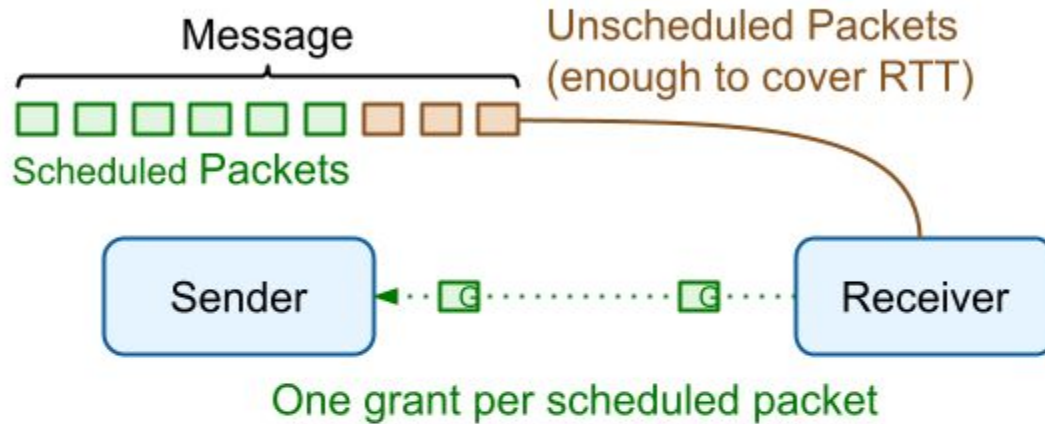 Message
Unscheduled Packets
(enough to cover RTT)
Scheduled Packets
Sender
G
G
Receiver
One grant per scheduled packet